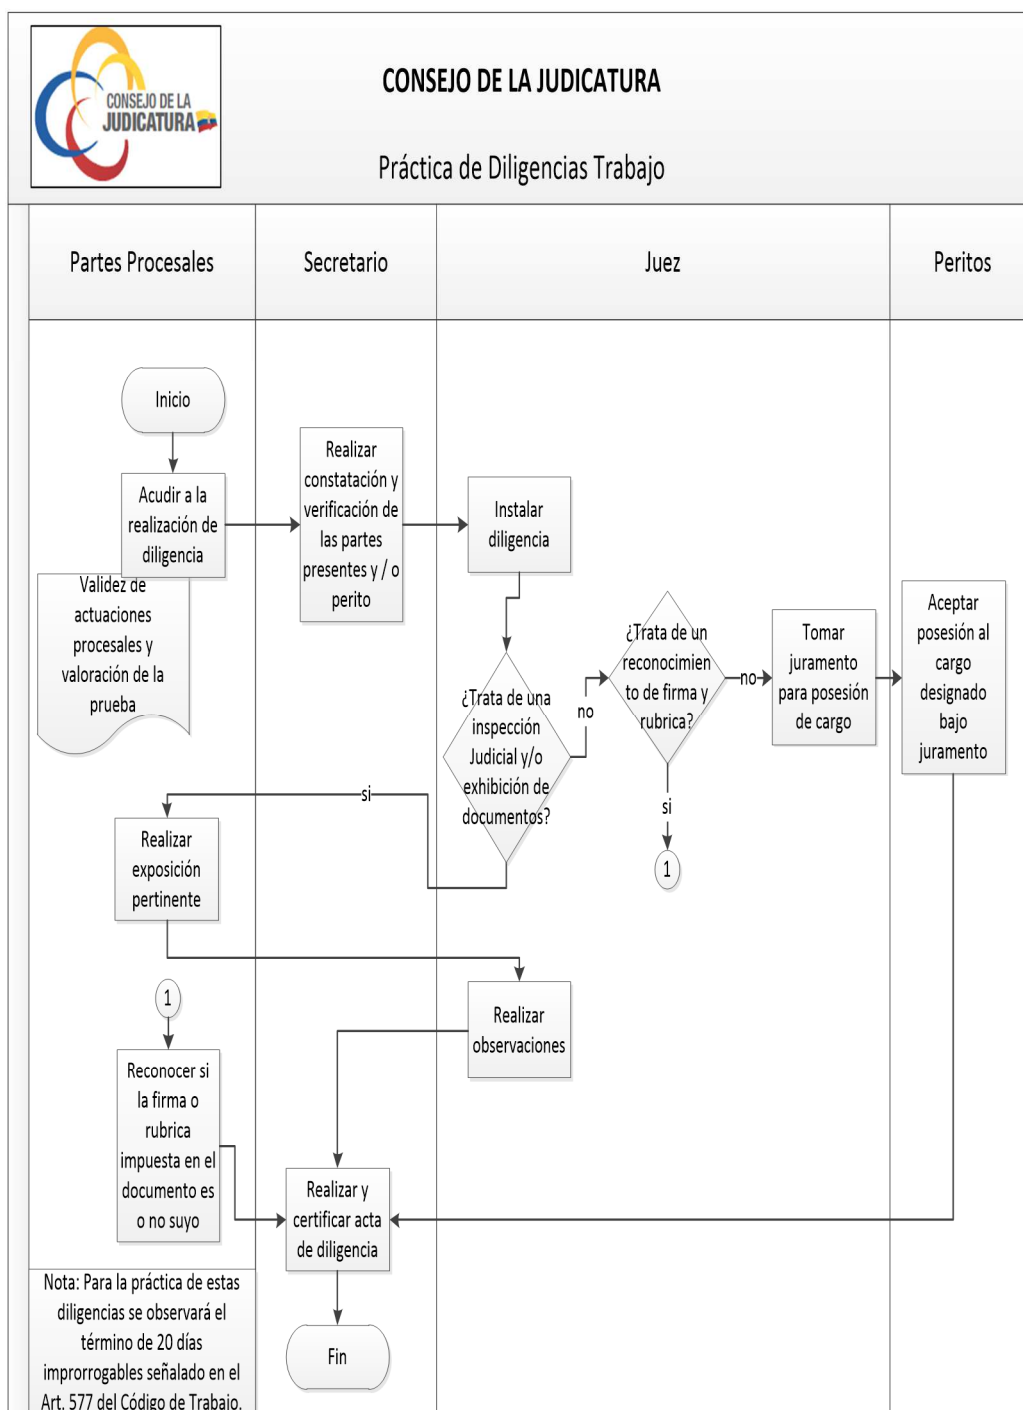 CONSEJO DE LA
JUDICATURA
CONSEJO DE LA JUDICATURA
Práctica de Diligencias Trabajo
Partes Procesales
Secretario
Juez
Peritos
Inicio
Acudir a la
realización de
diligencia
Validez de
actuaciones
procesales y
valoración de la
prueba
Realizar
constatación y
verificación de
las partes
presentes y / o
perito
Instalar
diligencia
¿Trata de una
inspección
Judicial y/o
exhibición de
documentos?
no
si
¿Trata de un
reconocimien
to de firma y
rubrica?
no
si
1
Tomar
juramento
para posesión
de cargo
Aceptar
posesión al
cargo
designado
bajo
juramento
Realizar
exposición
pertinente
Realizar
observaciones
1
Reconocer si
la firma o
rubrica
impuesta en el
documento es
o no suyo
Realizar y
certificar acta
de diligencia
Fin
Nota: Para la práctica de estas
diligencias se observará el
término de 20 días
improrrogables señalado en el
Art. 577 del Código de Trabajo.